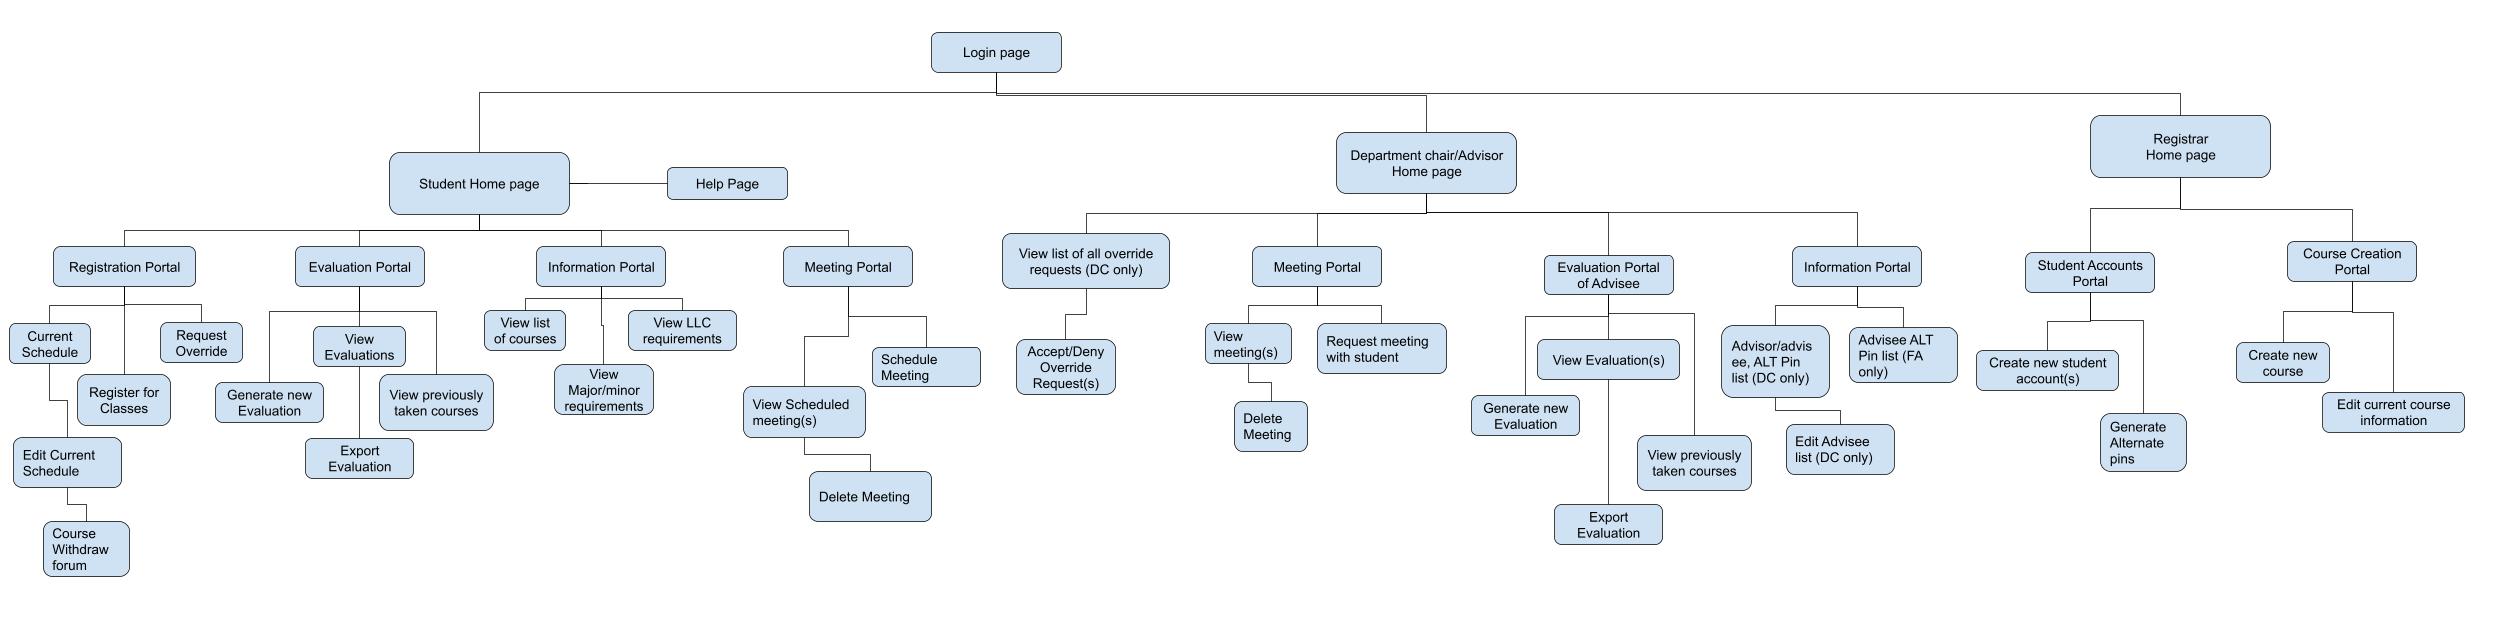 Login page
Student Home page
Help Page
Department chair/Advisor
Home page
Registrar
Home page
Registration Portal
Evaluation Portal
Information Portal
Meeting Portal
View list of all override
requests (DC only)
Meeting Portal
Evaluation Portal
of Advisee
Information Portal
Student Accounts
Portal
Course Creation
Portal
Current
Schedule
Register for
Classes
Request
Override
Edit Current
Schedule
Course
Withdraw
forum
Generate new
Evaluation
View
Evaluations
View previously
taken courses
Export
Evaluation
View list
of courses
View
Major/minor
requirements
View LLC
requirements
View Scheduled
meeting(s)
Schedule
Meeting
Delete Meeting
Accept/Deny
Override
Request(s)
View
meeting(s)
Request meeting
with student
Delete
Meeting
Generate new
Evaluation
View Evaluation(s)
View previously
taken courses
Export
Evaluation
Advisor/advis
ee, ALT Pin
list (DC only)
Advisee ALT
Pin list (FA
only)
Edit Advisee
list (DC only)
Create new student
account(s)
Generate
Alternate
pins
Create new
course
Edit current course
information